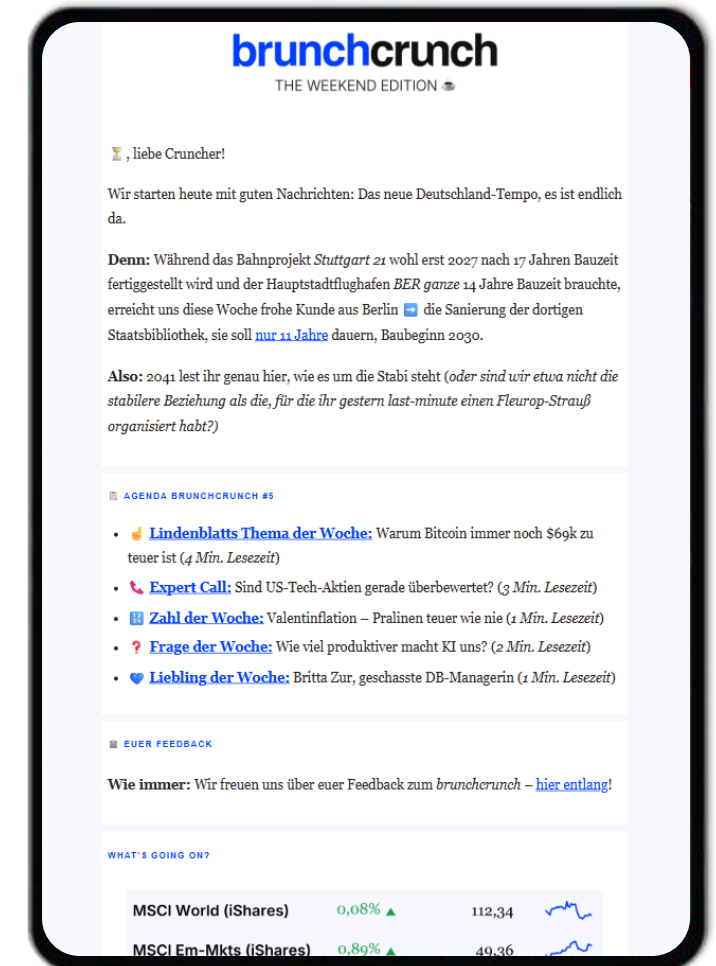 brunchcrunch
THE WEEKEND EDITION ☕
⏳ , liebe Cruncher!
Wir starten heute mit guten Nachrichten: Das neue Deutschland-Tempo, es ist endlich
da.
Denn: Während das Bahnprojekt Stuttgart 21 wohl erst 2027 nach 17 Jahren Bauzeit
fertiggestellt wird und der Hauptstadtflughafen BER ganze 14 Jahre Bauzeit brauchte,
erreicht uns diese Woche frohe Kunde aus Berlin ➡️ die Sanierung der dortigen
Staatsbibliothek, sie soll nur 11 Jahre dauern, Baubeginn 2030.
Also: 2041 lest ihr genau hier, wie es um die Stabi steht (oder sind wir etwa nicht die
stabilere Beziehung als die, für die ihr gestern last-minute einen Fleurop-Strauß
organisiert habt?)
📋 AGENDA BRUNCHCRUNCH #5
• ☝️ Lindenblatts Thema der Woche: Warum Bitcoin immer noch $69k zu
teuer ist (4 Min. Lesezeit)
• 📞 Expert Call: Sind US-Tech-Aktien gerade überbewertet? (3 Min. Lesezeit)
• 🔢 Zahl der Woche: Valentinflation – Pralinen teuer wie nie (1 Min. Lesezeit)
• ❓ Frage der Woche: Wie viel produktiver macht KI uns? (2 Min. Lesezeit)
• 💙 Liebling der Woche: Britta Zur, geschasste DB-Managerin (1 Min. Lesezeit)
EUER FEEDBACK
Wie immer: Wir freuen uns über euer Feedback zum brunchcrunch – hier entlang!
WHAT'S GOING ON?
MSCI World (iShares) 0,08% ▲ 112,34
MSCI Em-Mkts (iShares) 0,89% ▲ 49,36